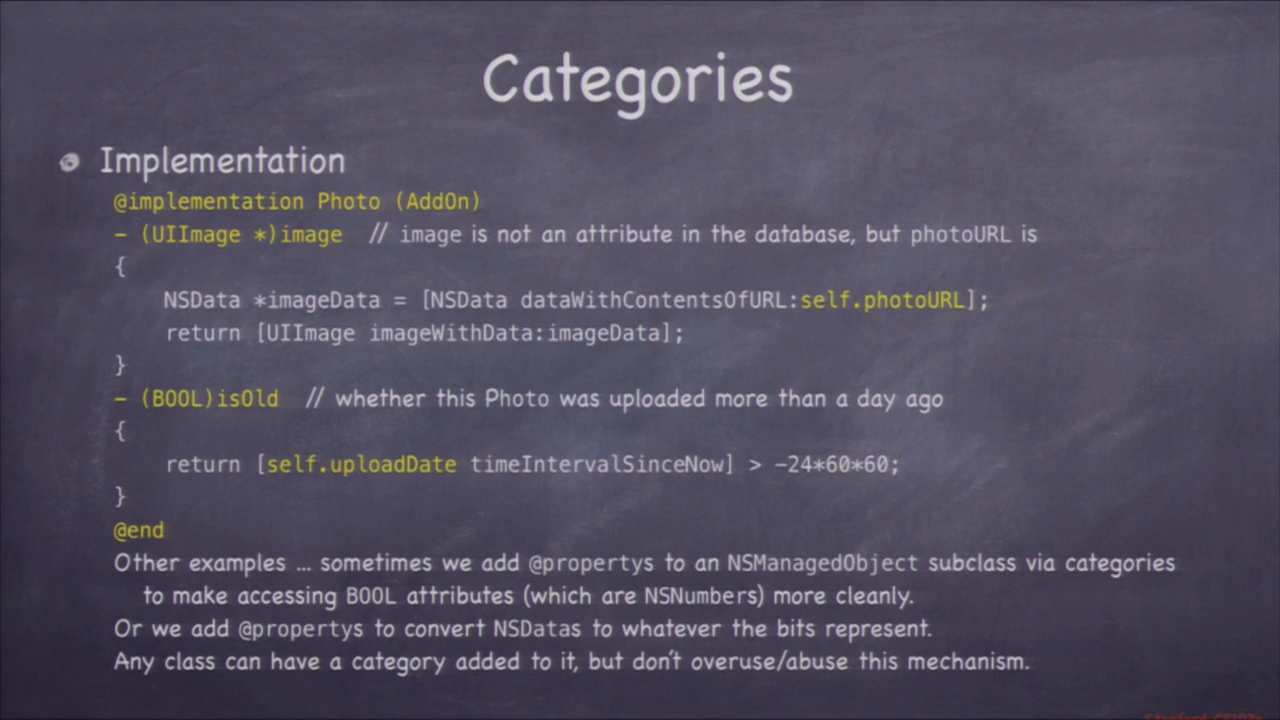 Categories
Implementation
@implementation Photo (AddOn)
- (UIImage *)image // image is not an attribute in the database, but photoURL is
{
NSData *imageData = [NSData dataWithContentsOfURL:self.photoURL];
return [UIImage imageWithData:imageData];
}
- (BOOL)isOld // whether this Photo was uploaded more than a day ago
{
return [self.uploadDate timeIntervalSinceNow] > -24*60*60;
}
@end
Other examples ... sometimes we add @propertys to an NSManagedObject subclass via categories
to make accessing BOOL attributes (which are NSNumbers) more cleanly.
Or we add @propertys to convert NSDatas to whatever the bits represent.
Any class can have a category added to it, but don't overuse/abuse this mechanism.